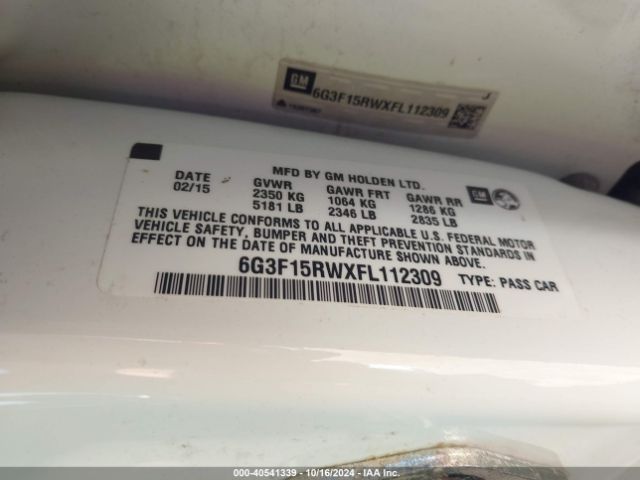 GM
J
6G3F15RWXFL112309
MFD BY GM HOLDEN LTD.
DATE GVWR GAWR FRT GAWR RR GM
02/15 2350 KG 1064 KG 1286 KG
5181 LB 2346 LB 2835 LB
THIS VEHICLE CONFORMS TO ALL APPLICABLE U.S. FEDERAL MOTOR
VEHICLE SAFETY, BUMPER AND THEFT PREVENTION STANDARDS IN
EFFECT ON THE DATE OF MANUFACTURE SHOWN ABOVE.
6G3F15RWXFL112309
TYPE: PASS CAR
000-40541339 | 10/16/2024 | IAA Inc.